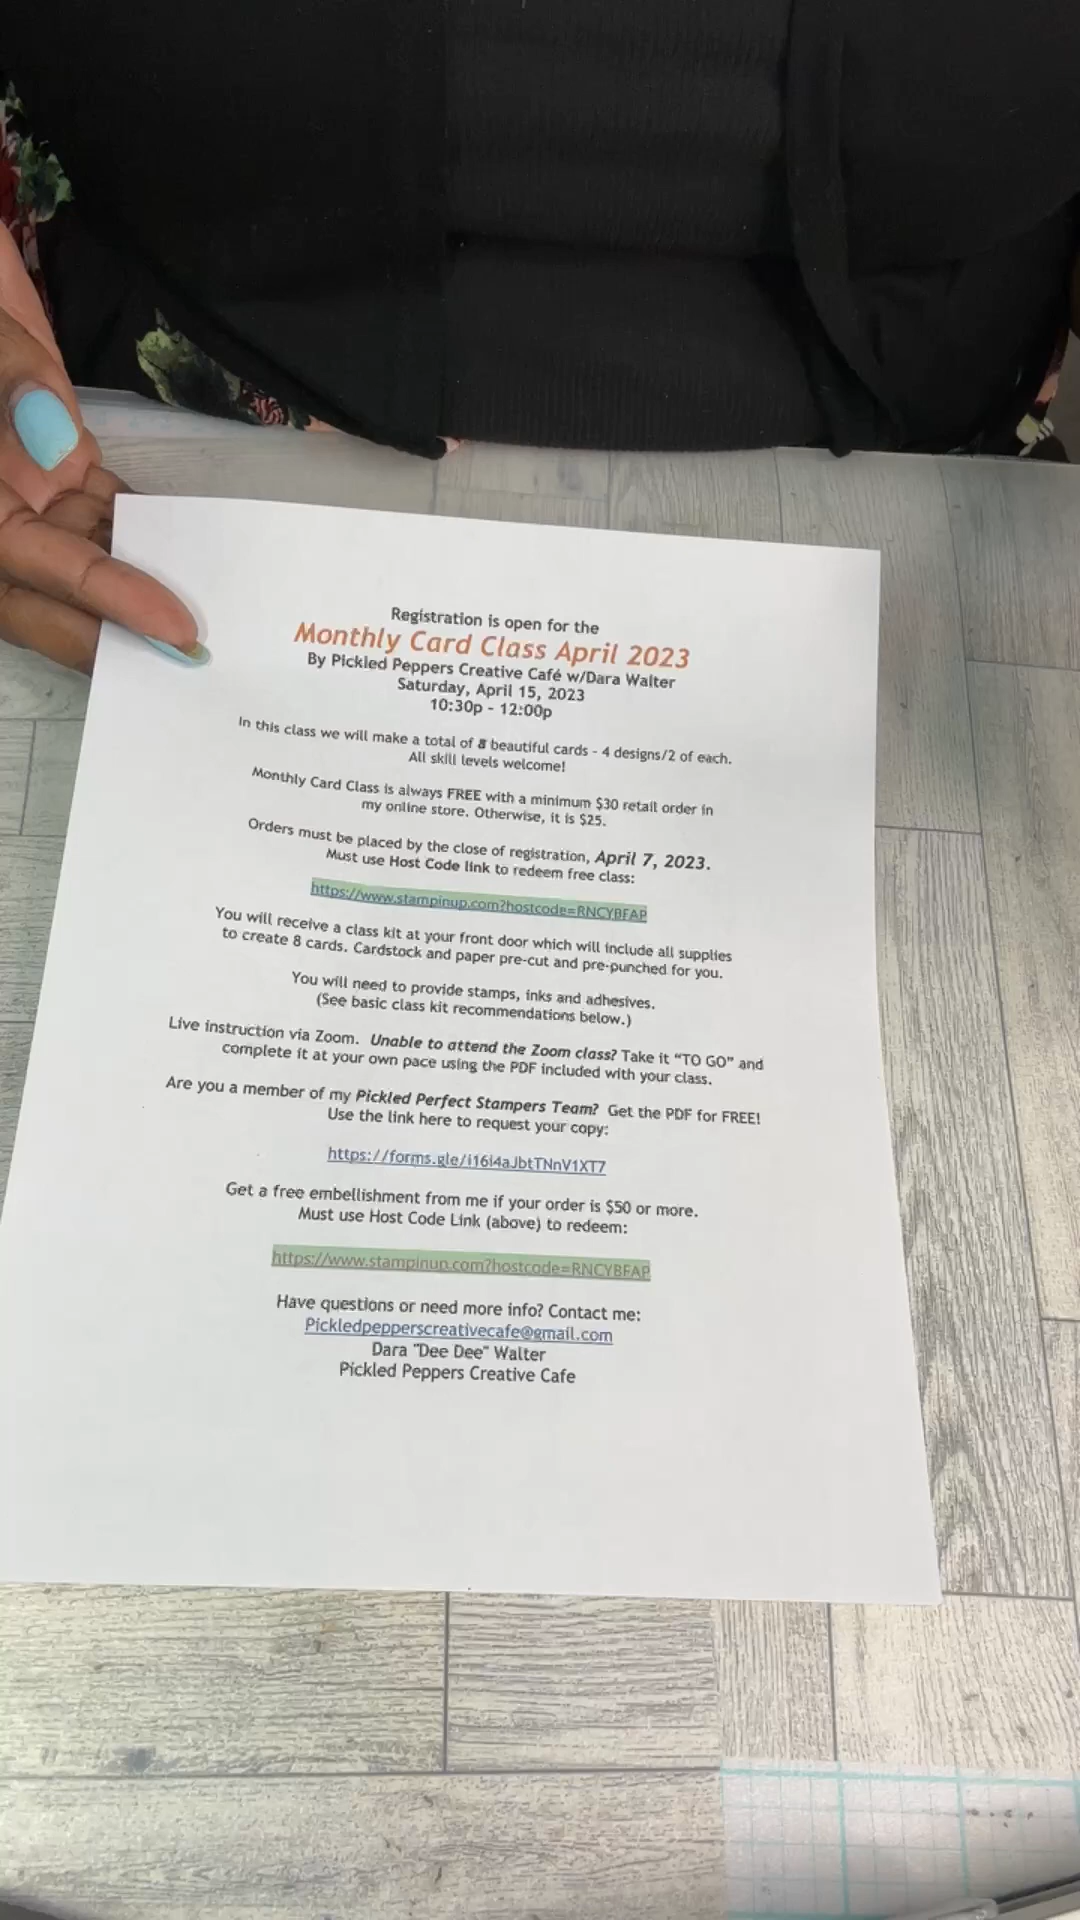 Registration is open for the
Monthly Card Class April 2023
By Pickled Peppers Creative Café w/Dara Walter
Saturday, April 15, 2023
10:30p - 12:00p
In this class we will make a total of 8 beautiful cards - 4 designs/2 of each.
All skill levels welcome!
Monthly Card Class is always FREE with a minimum $30 retail order in
my online store. Otherwise, it is $25.
Orders must be placed by the close of registration, April 7, 2023.
Must use Host Code link to redeem free class:
https://www.stampinup.com?hostcode=RNCYBFAP
You will receive a class kit at your front door which will include all supplies
to create 8 cards. Cardstock and paper pre-cut and pre-punched for you.
You will need to provide stamps, inks and adhesives.
(See basic class kit recommendations below.)
Live instruction via Zoom. Unable to attend the Zoom class? Take it “TO GO” and
complete it at your own pace using the PDF included with your class.
Are you a member of my Pickled Perfect Stampers Team? Get the PDF for FREE!
Use the link here to request your copy:
https://forms.gle/i16i4aJbtTNnV1XT7
Get a free embellishment from me if your order is $50 or more.
Must use Host Code Link (above) to redeem:
https://www.stampinup.com?hostcode=RNCYBFAP
Have questions or need more info? Contact me:
Pickledpepperscreativecafe@gmail.com
Dara "Dee Dee" Walter
Pickled Peppers Creative Cafe